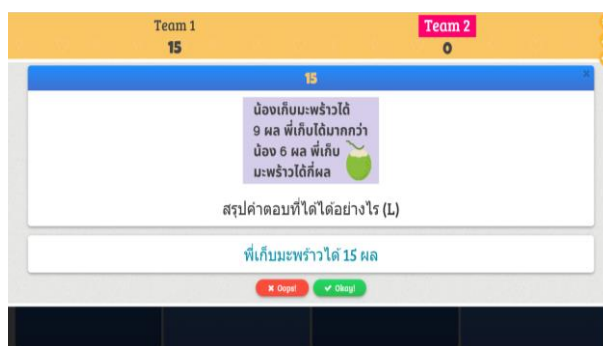 Team 1
Team 2
15
0
15
น้องเก็บมะพร้าวได้
9 ผล พี่เก็บได้มากกว่า
น้อง 6 ผล พี่เก็บ
มะพร้าวได้กี่ผล
สรุปคำตอบที่ได้ได้อย่างไร (L)
พี่เก็บมะพร้าวได้ 15 ผล
× Oops!
✓ Okay!